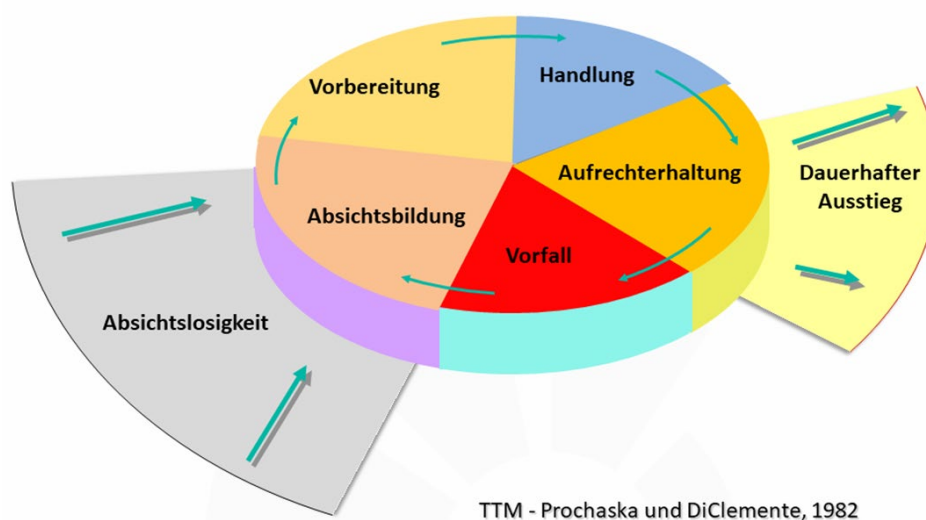 Vorbereitung
Handlung
Aufrechterhaltung
Dauerhafter
Ausstieg
Absichtsbildung
Vorfall
Absichtslosigkeit
TTM - Prochaska und DiClemente, 1982